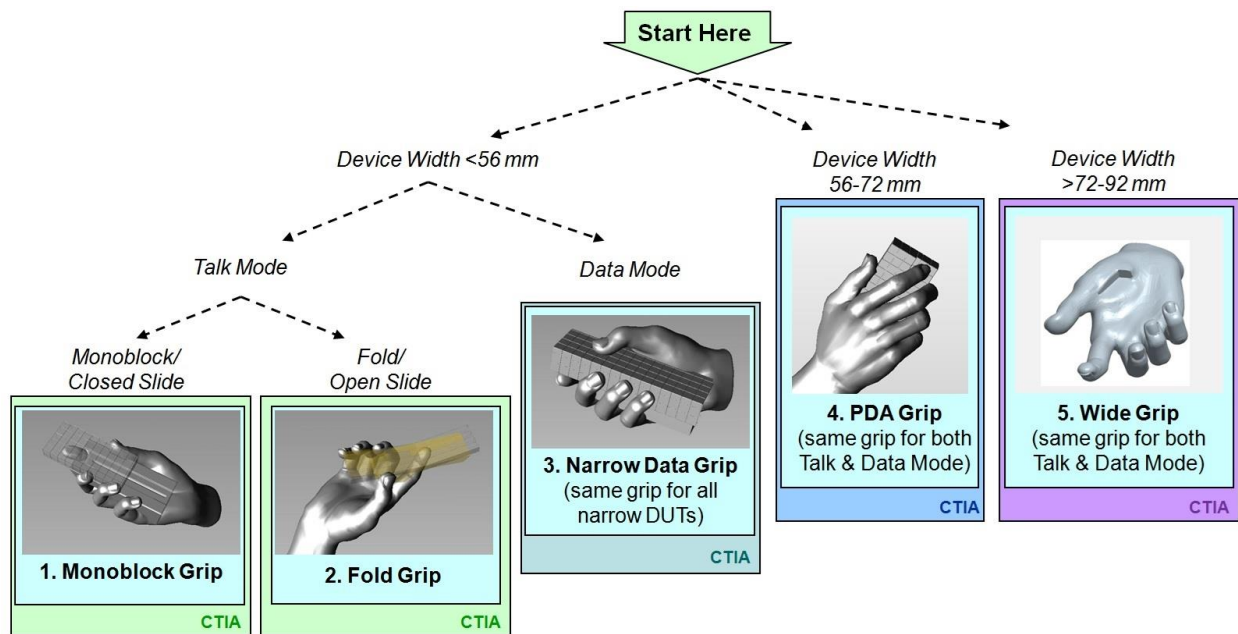 Start Here
Device Width <56 mm
Device Width
56-72 mm
Device Width
>72-92 mm
Talk Mode
Data Mode
Monoblock/
Closed Slide
Fold/
Open Slide
1. Monoblock Grip
CTIA
2. Fold Grip
CTIA
3. Narrow Data Grip
(same grip for all
narrow DUTs)
CTIA
4. PDA Grip
(same grip for both
Talk & Data Mode)
CTIA
5. Wide Grip
(same grip for both
Talk & Data Mode)
CTIA